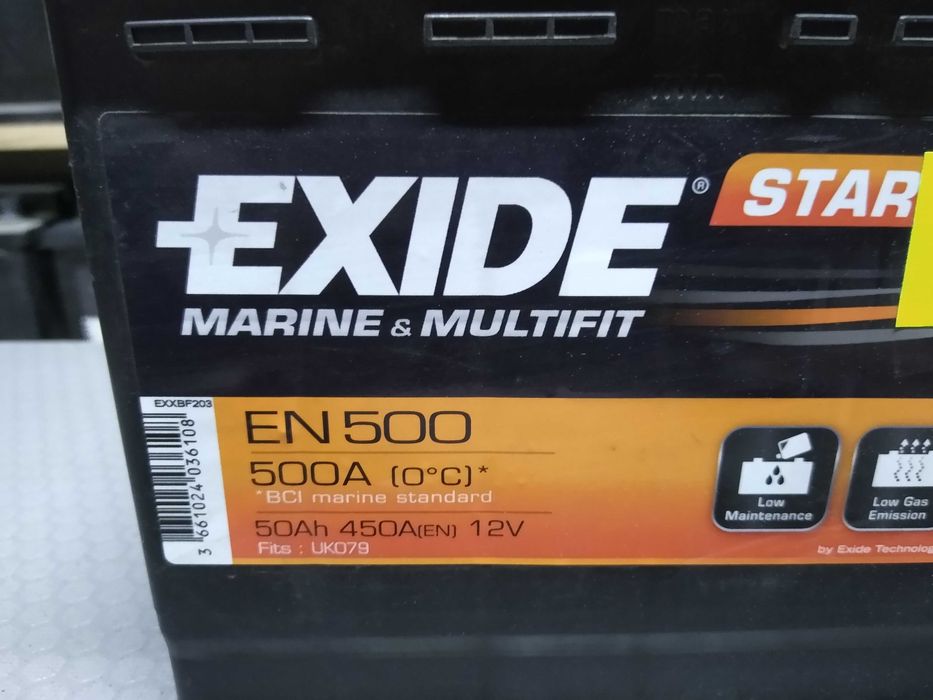 EXIDE®
STAR
MARINE & MULTIFIT
EXXBF203
3 661024 036108
EN 500
500A (0°C)*
*BCI marine standard
50Ah 450A(EN) 12V
Fits : UK079
Low
Maintenance
Low Gas
Emission
by Exide Technolog